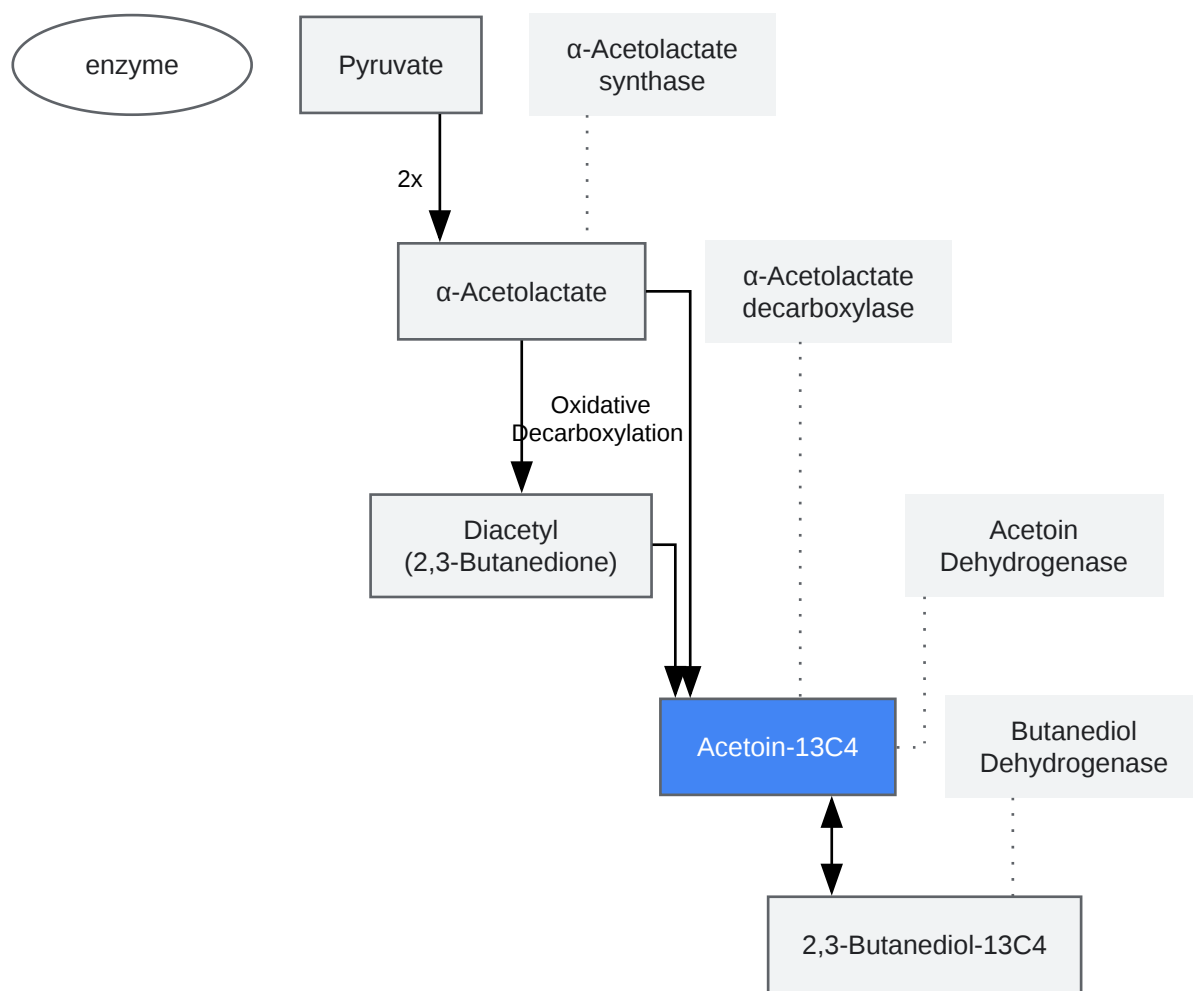 enzyme
Pyruvate
α-Acetolactate
synthase
2x
α-Acetolactate
α-Acetolactate
decarboxylase
Oxidative
Decarboxylation
Diacetyl
(2,3-Butanedione)
Acetoin
Dehydrogenase
Acetoin-13C4
Butanediol
Dehydrogenase
2,3-Butanediol-13C4